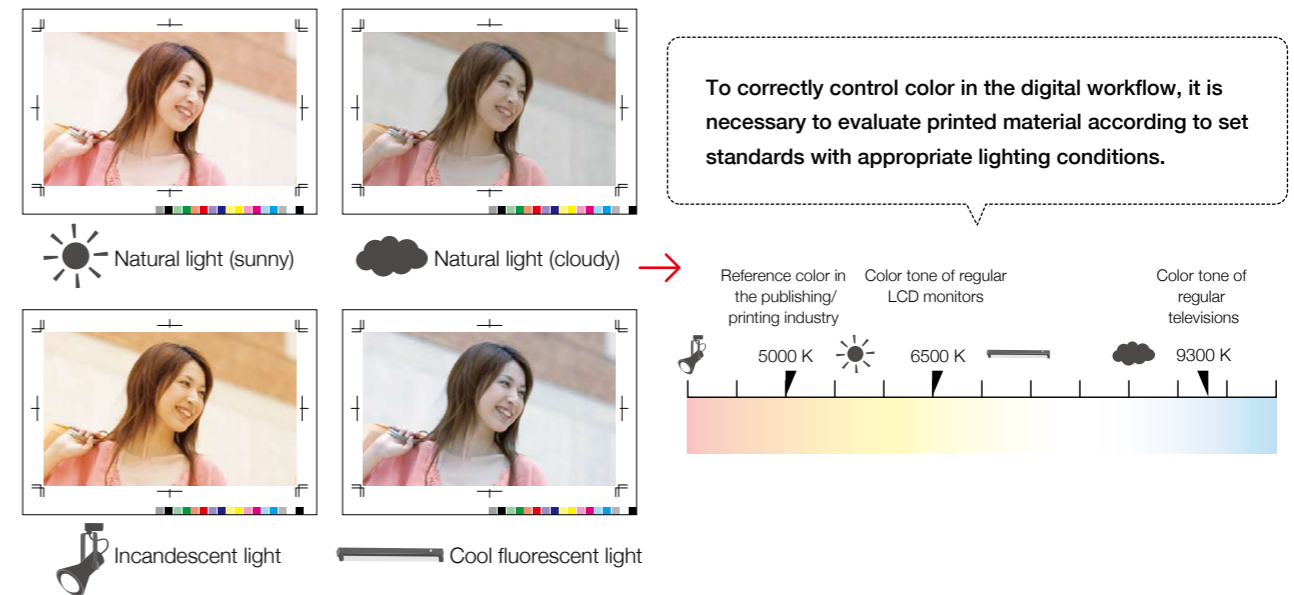 To correctly control color in the digital workflow, it is
necessary to evaluate printed material according to set
standards with appropriate lighting conditions.
Natural light (sunny)
Natural light (cloudy)
Reference color in
the publishing/
printing industry
Color tone of regular
LCD monitors
Color tone of
regular
televisions
5000 K
6500 K
9300 K
Incandescent light
Cool fluorescent light